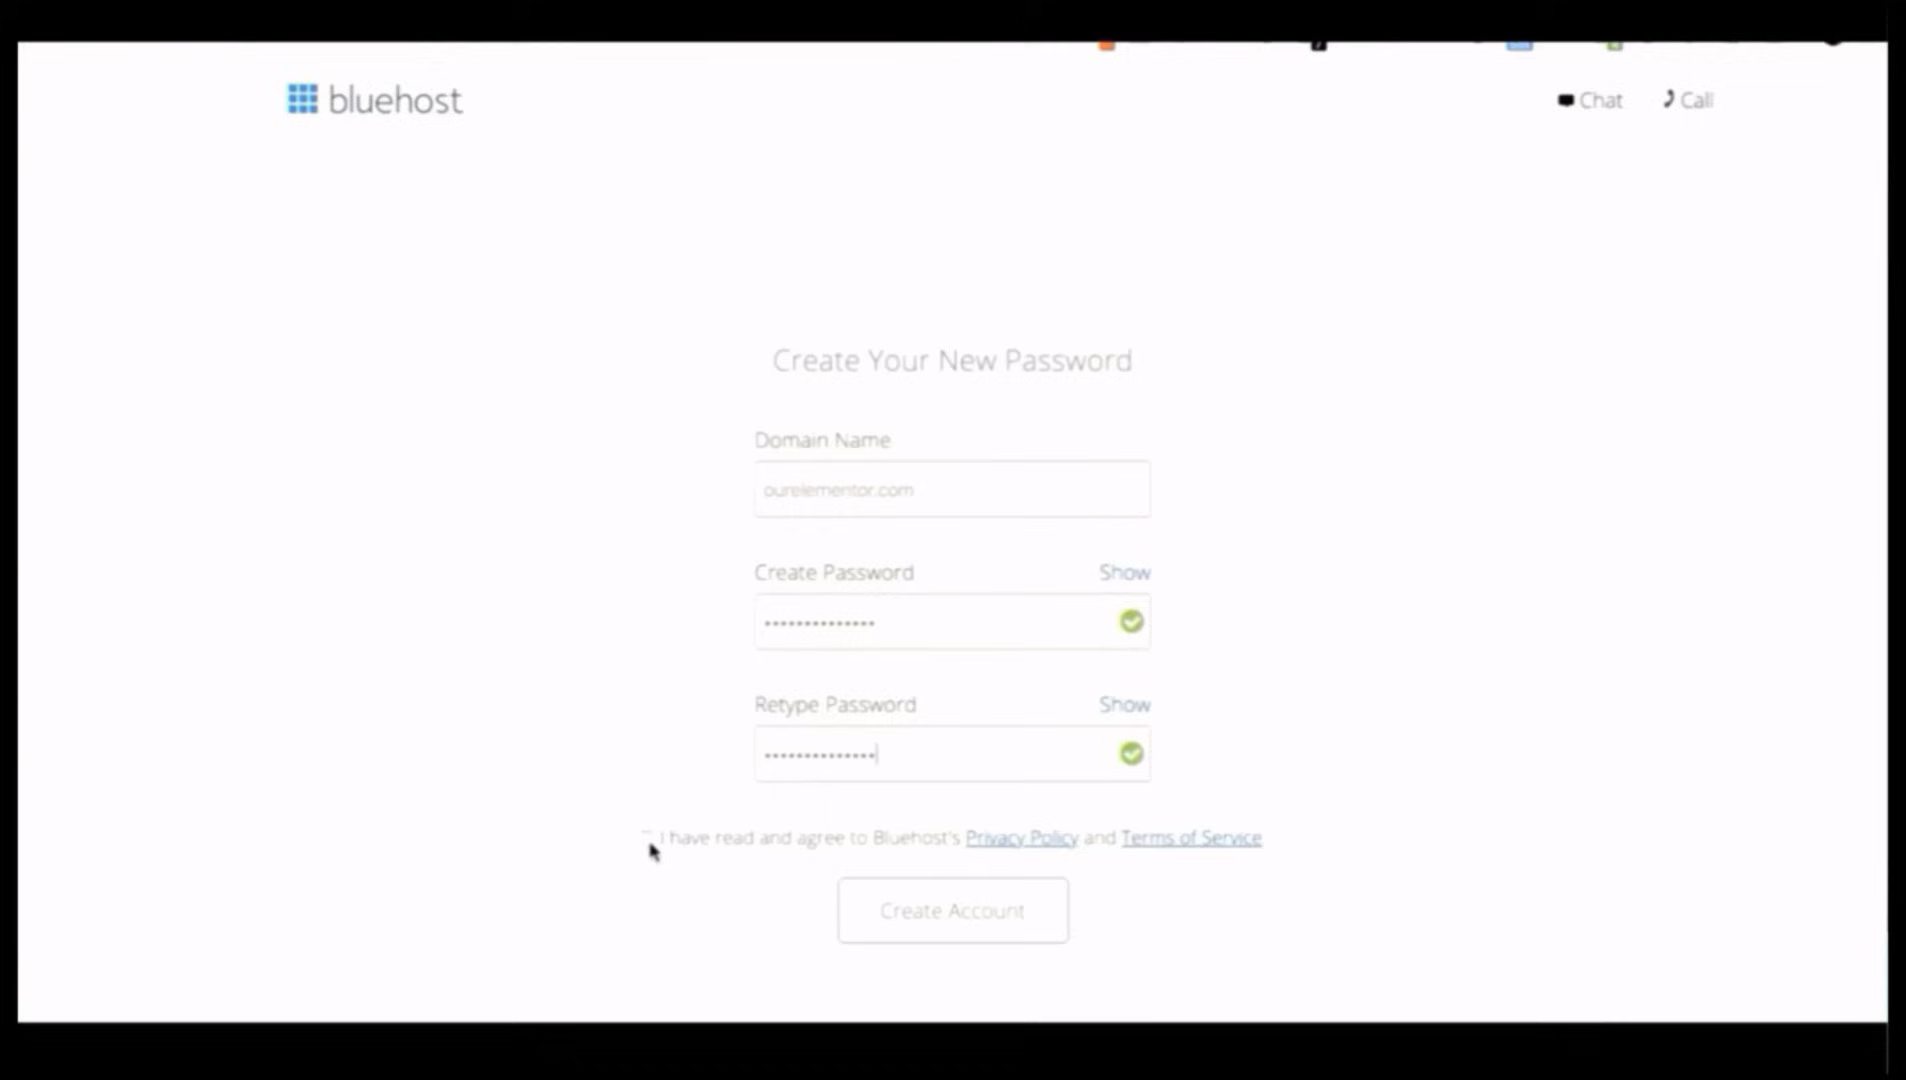 bluehost
Chat
Call
Create Your New Password
Domain Name
ourelementor.com
Create Password Show
••••••••••••••
Retype Password Show
••••••••••••••
I have read and agree to Bluehost's Privacy Policy and Terms of Service
Create Account